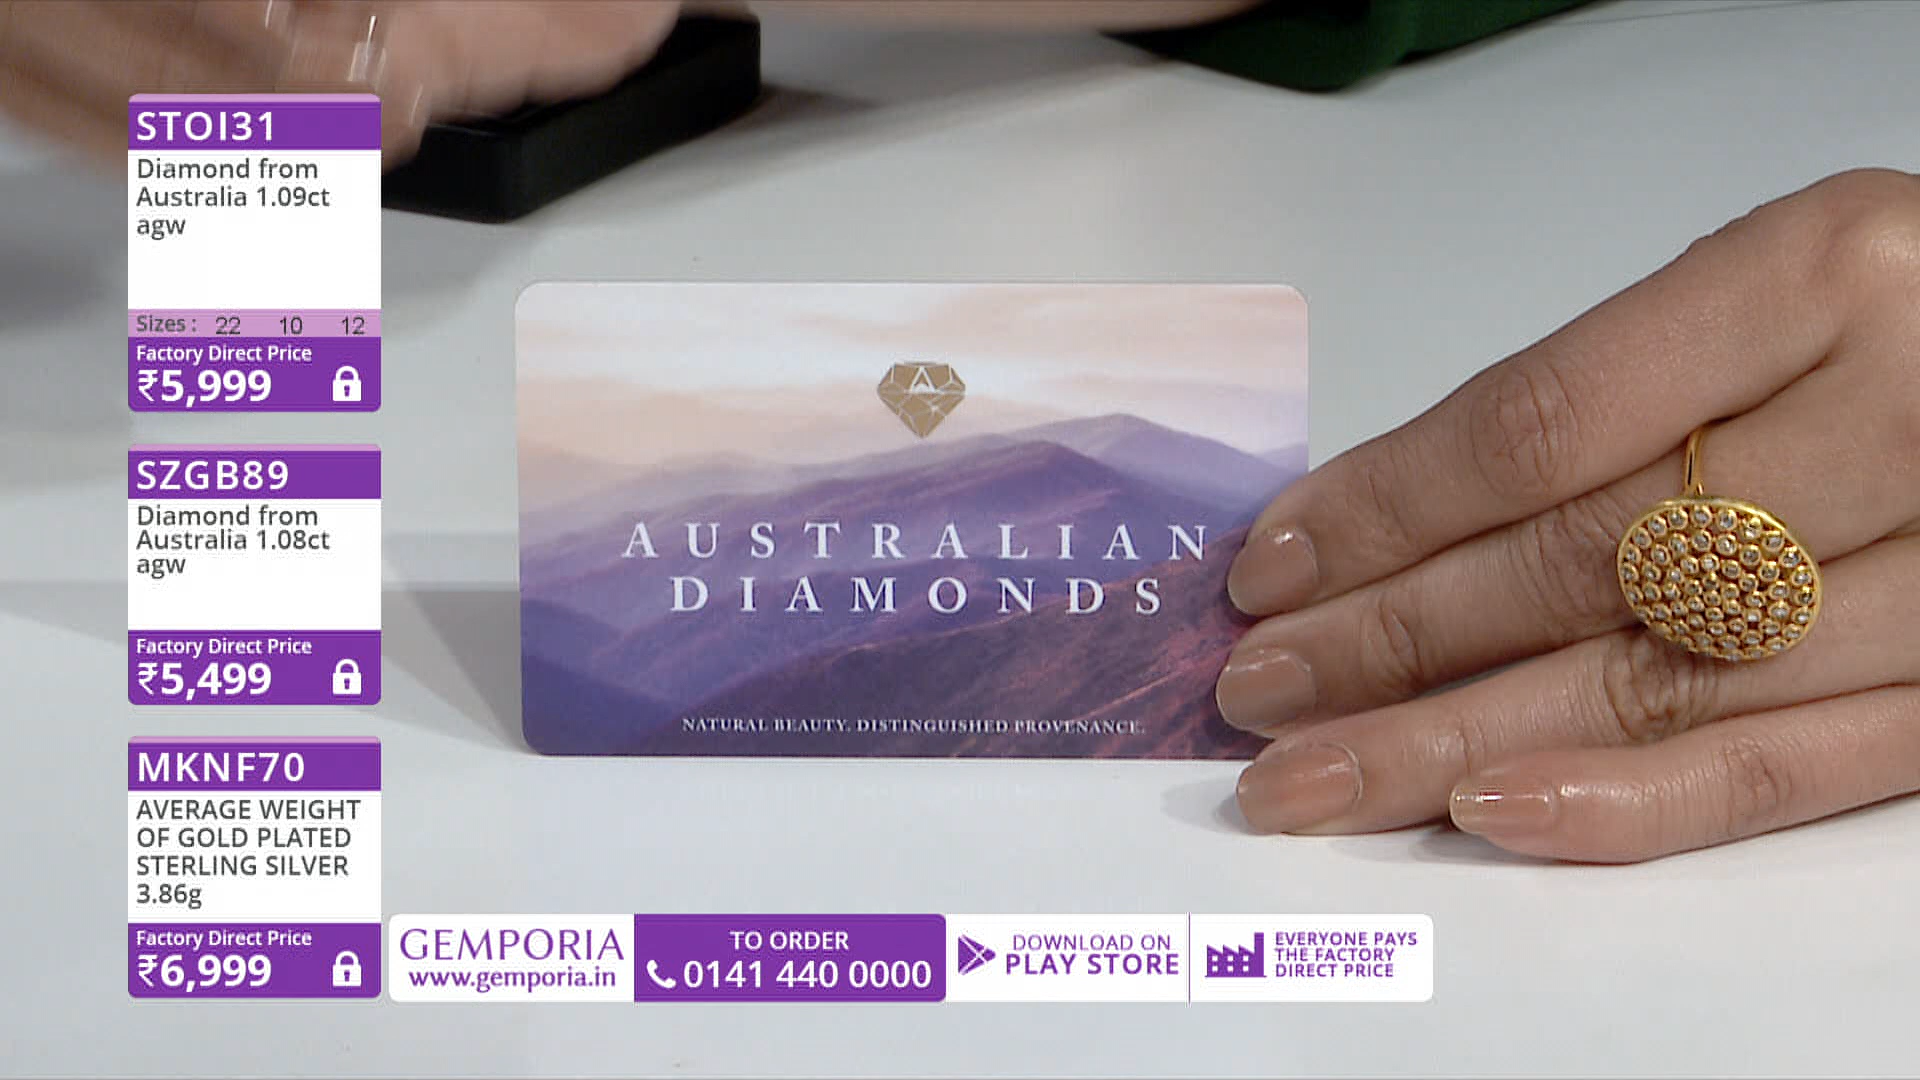 STOI31
Diamond from
Australia 1.09ct
agw
Sizes : 22 10 12
Factory Direct Price
₹5,999
SZGB89
Diamond from
Australia 1.08ct
agw
Factory Direct Price
₹5,499
MKNF70
AVERAGE WEIGHT
OF GOLD PLATED
STERLING SILVER
3.86g
Factory Direct Price
₹6,999
A
AUSTRALIAN
DIAMONDS
NATURAL BEAUTY. DISTINGUISHED PROVENANCE.
GEMPORIA
www.gemporia.in
TO ORDER
0141 440 0000
DOWNLOAD ON
PLAY STORE
EVERYONE PAYS
THE FACTORY
DIRECT PRICE